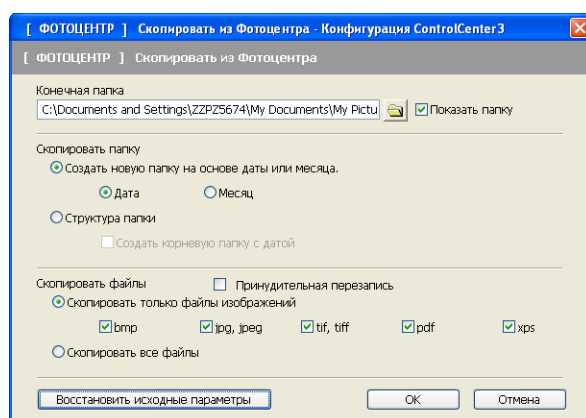 [ ФОТОЦЕНТР ] Скопировать из Фотоцентра - Конфигурация ControlCenter3
[ ФОТОЦЕНТР ] Скопировать из Фотоцентра
Конечная папка
C:\Documents and Settings\ZZPZ5674\My Documents\My Pictu Показать папку
Скопировать папку
Создать новую папку на основе даты или месяца.
Дата Месяц
Структура папки
Создать корневую папку с датой
Скопировать файлы Принудительная перезапись
Скопировать только файлы изображений
bmp jpg, jpeg tif, tiff pdf xps
Скопировать все файлы
Восстановить исходные параметры OK Отмена